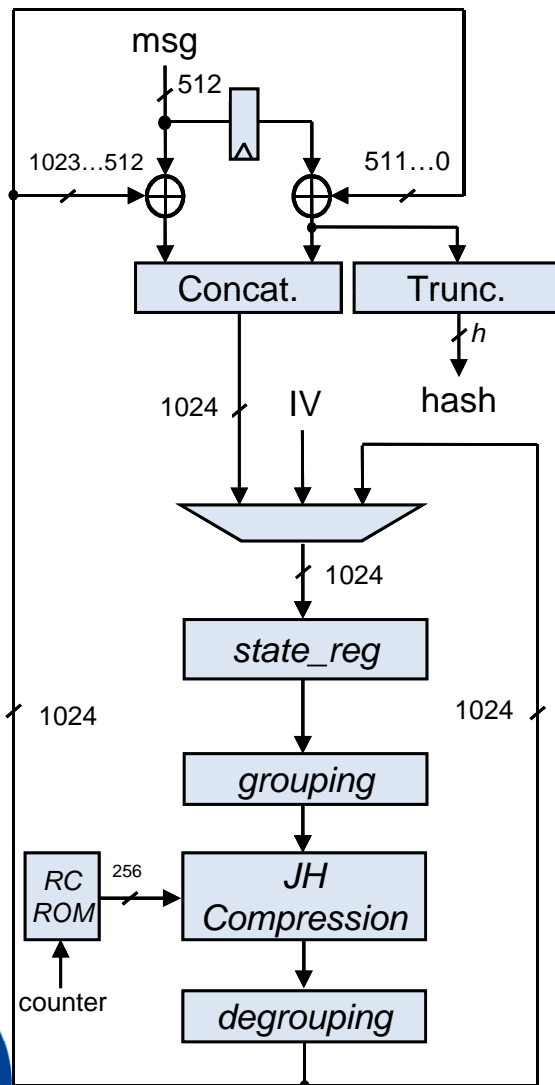 msg
512
1023...512
511...0
Concat.
Trunc.
h
1024
IV
hash
1024
state_reg
1024
1024
grouping
RC
ROM
256
JH
Compression
counter
degrouping